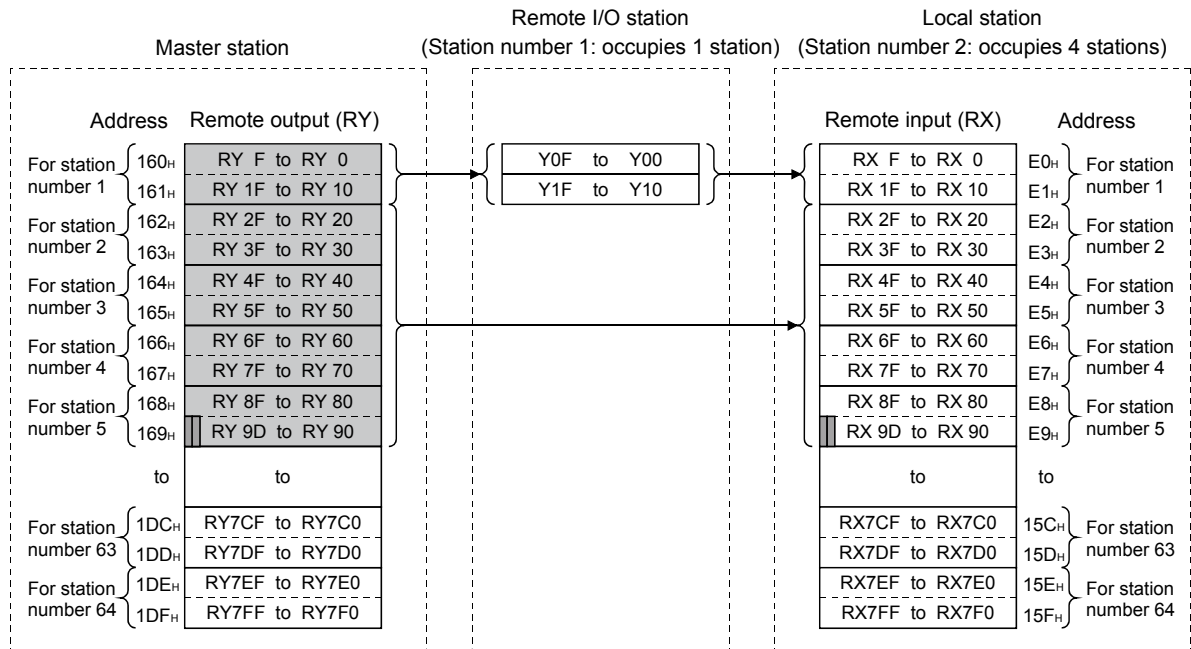 Master station
Remote I/O station
(Station number 1: occupies 1 station)
Local station
(Station number 2: occupies 4 stations)
Address Remote output (RY)
For station number 1
160H RY F to RY 0
161H RY 1F to RY 10
For station number 2
162H RY 2F to RY 20
163H RY 3F to RY 30
For station number 3
164H RY 4F to RY 40
165H RY 5F to RY 50
For station number 4
166H RY 6F to RY 60
167H RY 7F to RY 70
For station number 5
168H RY 8F to RY 80
169H RY 9D to RY 90
to to
For station number 63
1DCH RY7CF to RY7C0
1DDH RY7DF to RY7D0
For station number 64
1DEH RY7EF to RY7E0
1DFH RY7FF to RY7F0
Y0F to Y00
Y1F to Y10
Remote input (RX) Address
RX F to RX 0 E0H
RX 1F to RX 10 E1H
For station number 1
RX 2F to RX 20 E2H
RX 3F to RX 30 E3H
For station number 2
RX 4F to RX 40 E4H
RX 5F to RX 50 E5H
For station number 3
RX 6F to RX 60 E6H
RX 7F to RX 70 E7H
For station number 4
RX 8F to RX 80 E8H
RX 9D to RX 90 E9H
For station number 5
to to
RX7CF to RX7C0 15CH
RX7DF to RX7D0 15DH
For station number 63
RX7EF to RX7E0 15EH
RX7FF to RX7F0 15FH
For station number 64